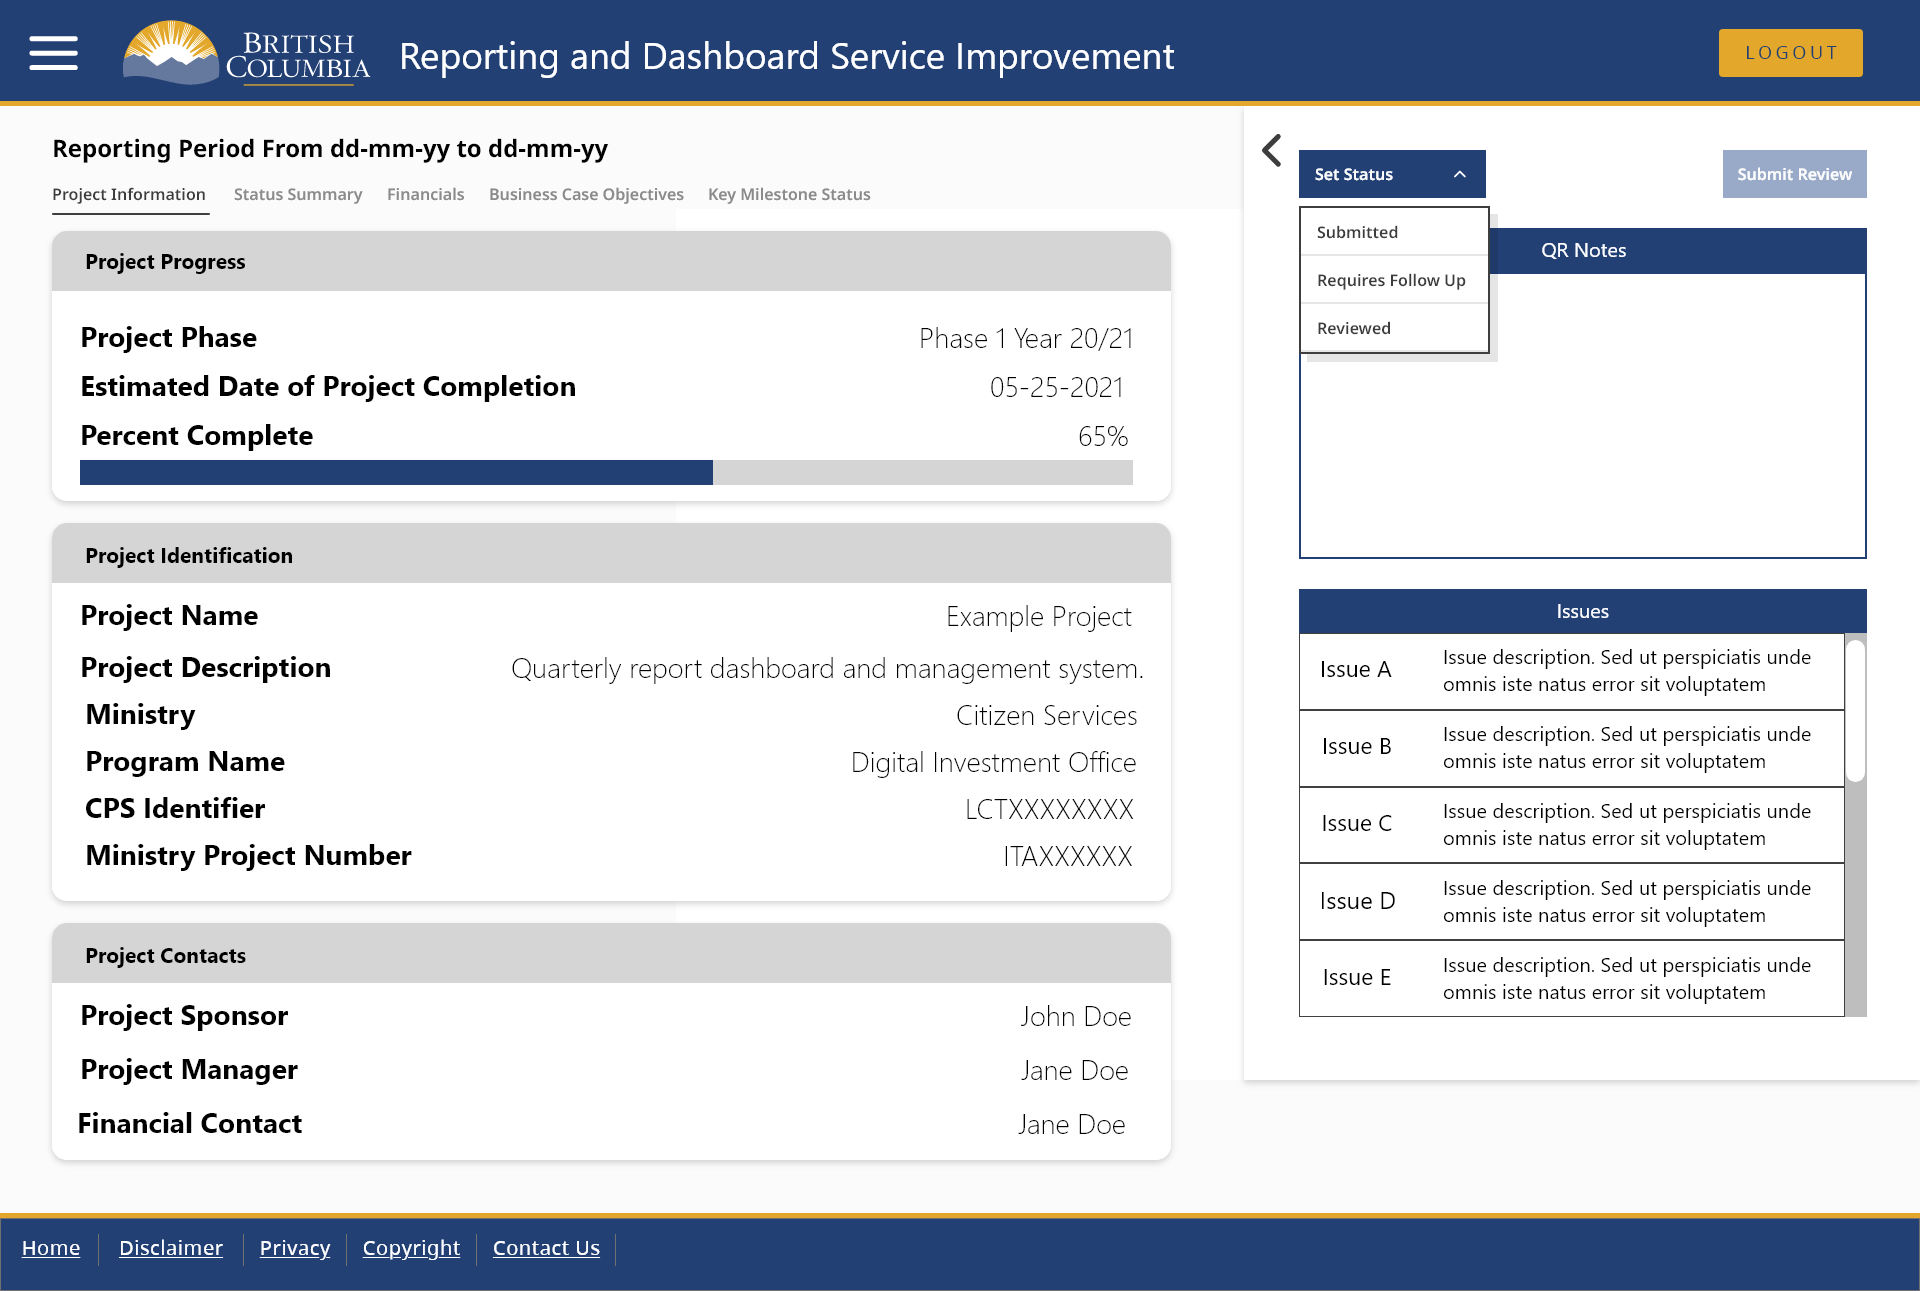 BRITISH
COLUMBIA
Reporting and Dashboard Service Improvement
LOGOUT
Reporting Period From dd-mm-yy to dd-mm-yy
Project Information Status Summary Financials Business Case Objectives Key Milestone Status
Project Progress
Project Phase Phase 1 Year 20/21
Estimated Date of Project Completion 05-25-2021
Percent Complete 65%
Project Identification
Project Name Example Project
Project Description Quarterly report dashboard and management system.
Ministry Citizen Services
Program Name Digital Investment Office
CPS Identifier LCTXXXXXXXX
Ministry Project Number ITAXXXXXX
Project Contacts
Project Sponsor John Doe
Project Manager Jane Doe
Financial Contact Jane Doe
Set Status
Submit Review
Submitted
Requires Follow Up
Reviewed
QR Notes
Issues
Issue A Issue description. Sed ut perspiciatis unde
omnis iste natus error sit voluptatem
Issue B Issue description. Sed ut perspiciatis unde
omnis iste natus error sit voluptatem
Issue C Issue description. Sed ut perspiciatis unde
omnis iste natus error sit voluptatem
Issue D Issue description. Sed ut perspiciatis unde
omnis iste natus error sit voluptatem
Issue E Issue description. Sed ut perspiciatis unde
omnis iste natus error sit voluptatem
Home Disclaimer Privacy Copyright Contact Us